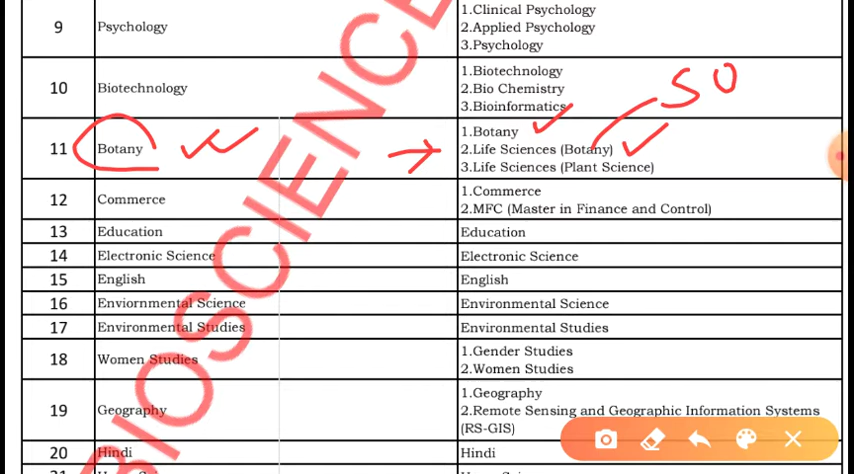 9 Psychology 1.Clinical Psychology
2.Applied Psychology
3.Psychology
10 Biotechnology 1.Biotechnology
2.Bio Chemistry
3.Bioinformatics
11 Botany 1.Botany
2.Life Sciences (Botany)
3.Life Sciences (Plant Science)
50
12 Commerce 1.Commerce
2.MFC (Master in Finance and Control)
13 Education Education
14 Electronic Science Electronic Science
15 English English
16 Enviornmental Science Environmental Science
17 Environmental Studies Environmental Studies
18 Women Studies 1.Gender Studies
2.Women Studies
19 Geography 1.Geography
2.Remote Sensing and Geographic Information Systems
(RS-GIS)
20 Hindi Hindi
BIOSCIENCE